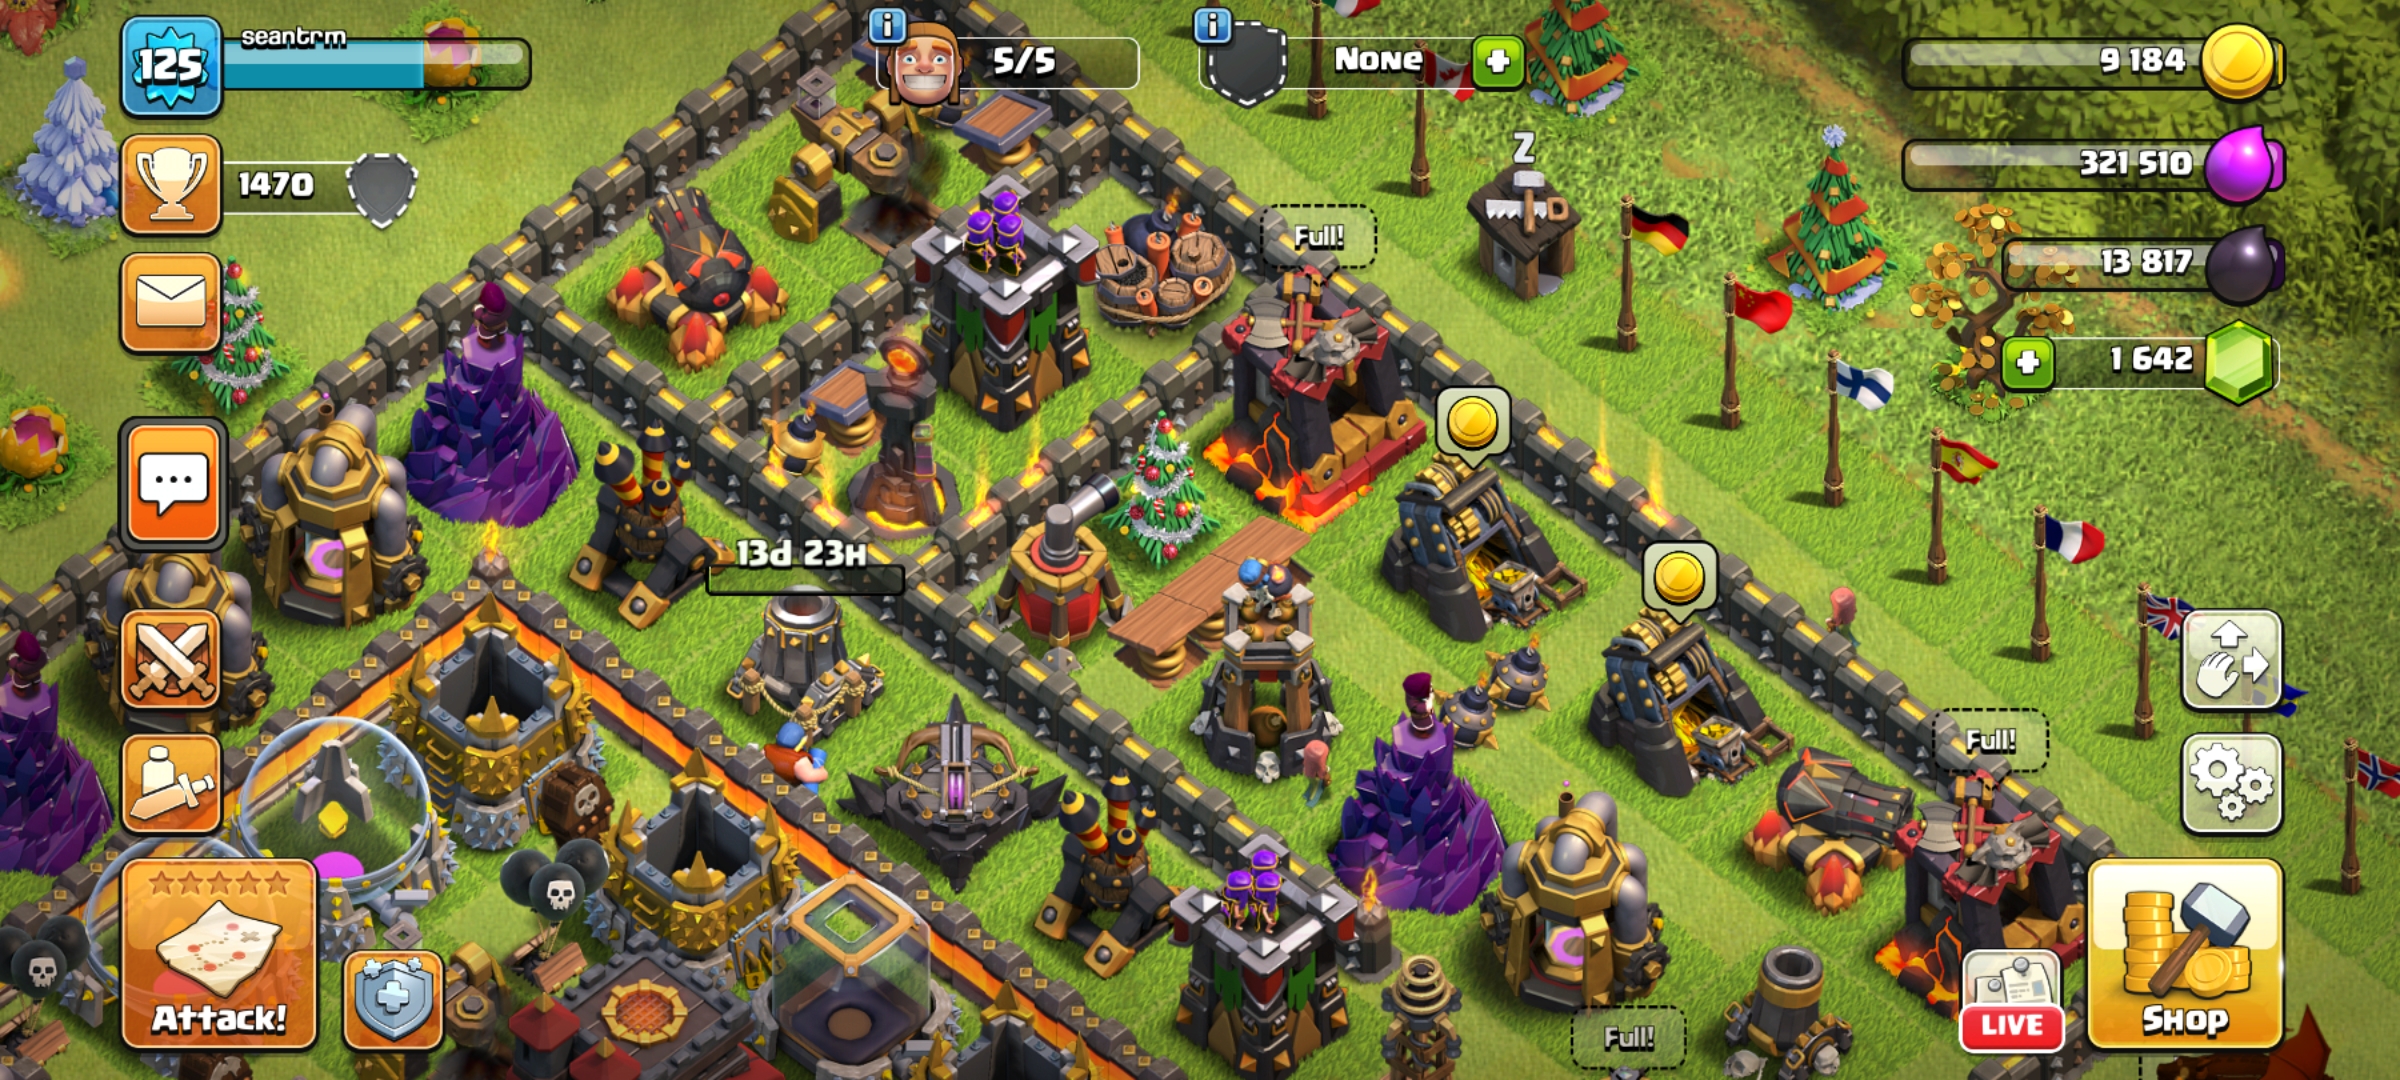 125
seantrm
5/5
None
9 184
1470
321 510
13 817
1 642
Z
Full!
13d 23H
Full!
Attack!
Full!
LIVE
Shop